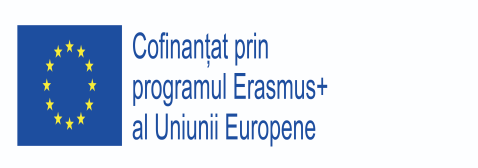 Cofinanțat prin
programul Erasmus+
al Uniunii Europene